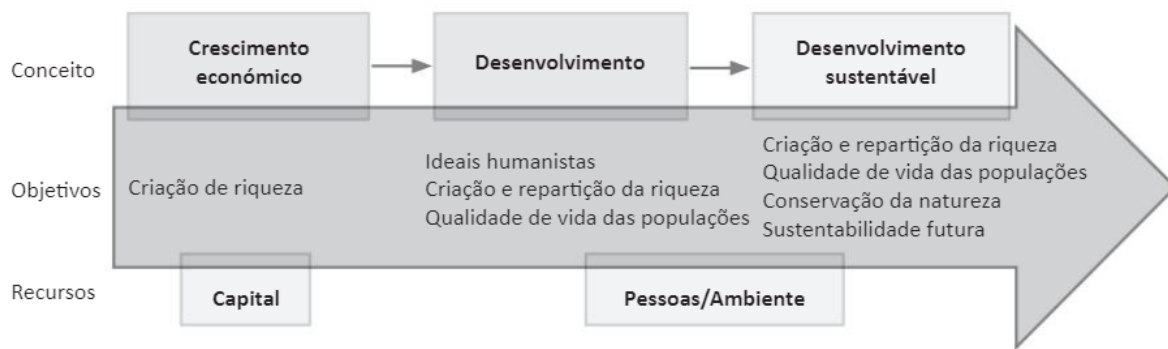 Conceito
Crescimento
económico
Desenvolvimento
Desenvolvimento
sustentável
Objetivos
Criação de riqueza
Ideais humanistas
Criação e repartição da riqueza
Qualidade de vida das populações
Criação e repartição da riqueza
Qualidade de vida das populações
Conservação da natureza
Sustentabilidade futura
Recursos
Capital
Pessoas/Ambiente